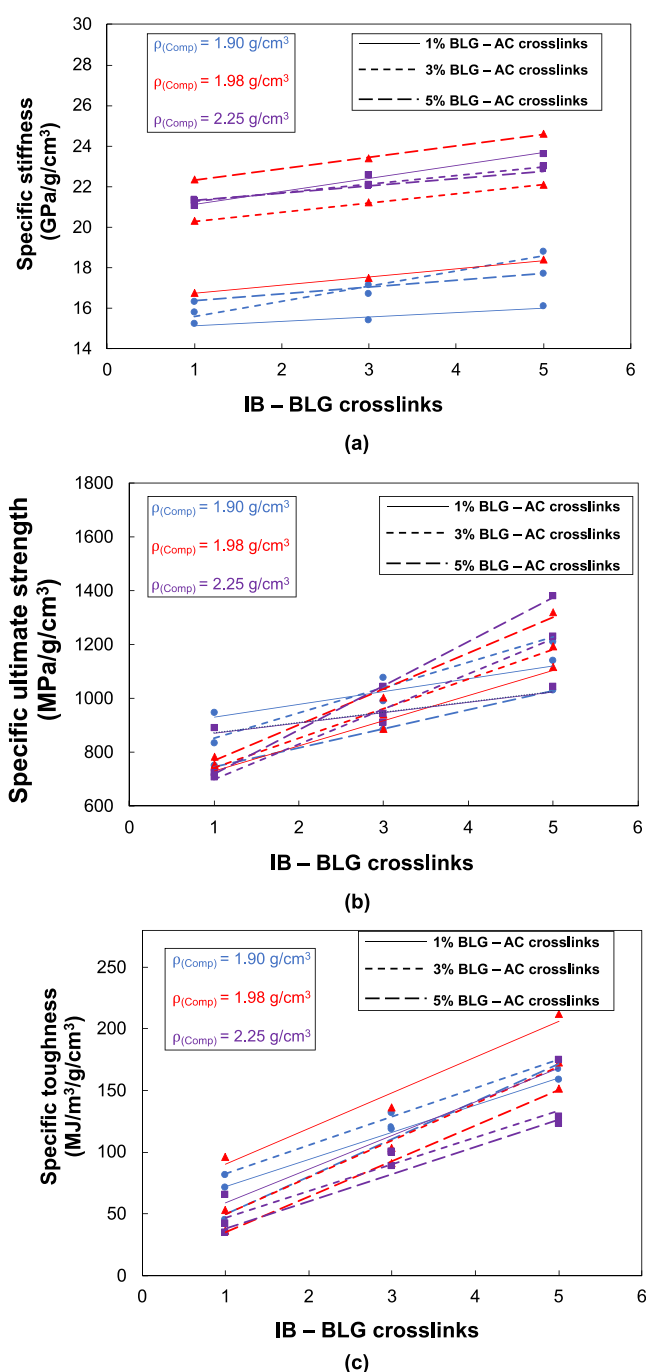 30
28
26
24
22
20
18
16
14
0
1
2
3
4
5
6
Specific stiffness
(GPa/g/cm³)
ρ(Comp) = 1.90 g/cm³
ρ(Comp) = 1.98 g/cm³
ρ(Comp) = 2.25 g/cm³
1% BLG – AC crosslinks
3% BLG – AC crosslinks
5% BLG – AC crosslinks
IB – BLG crosslinks
(a)
1800
1600
1400
1200
1000
800
600
0
1
2
3
4
5
6
Specific ultimate strength
(MPa/g/cm³)
ρ(Comp) = 1.90 g/cm³
ρ(Comp) = 1.98 g/cm³
ρ(Comp) = 2.25 g/cm³
1% BLG – AC crosslinks
3% BLG – AC crosslinks
5% BLG – AC crosslinks
IB – BLG crosslinks
(b)
250
200
150
100
50
0
0
1
2
3
4
5
6
Specific toughness
(MJ/m³/g/cm³)
ρ(Comp) = 1.90 g/cm³
ρ(Comp) = 1.98 g/cm³
ρ(Comp) = 2.25 g/cm³
1% BLG – AC crosslinks
3% BLG – AC crosslinks
5% BLG – AC crosslinks
IB – BLG crosslinks
(c)